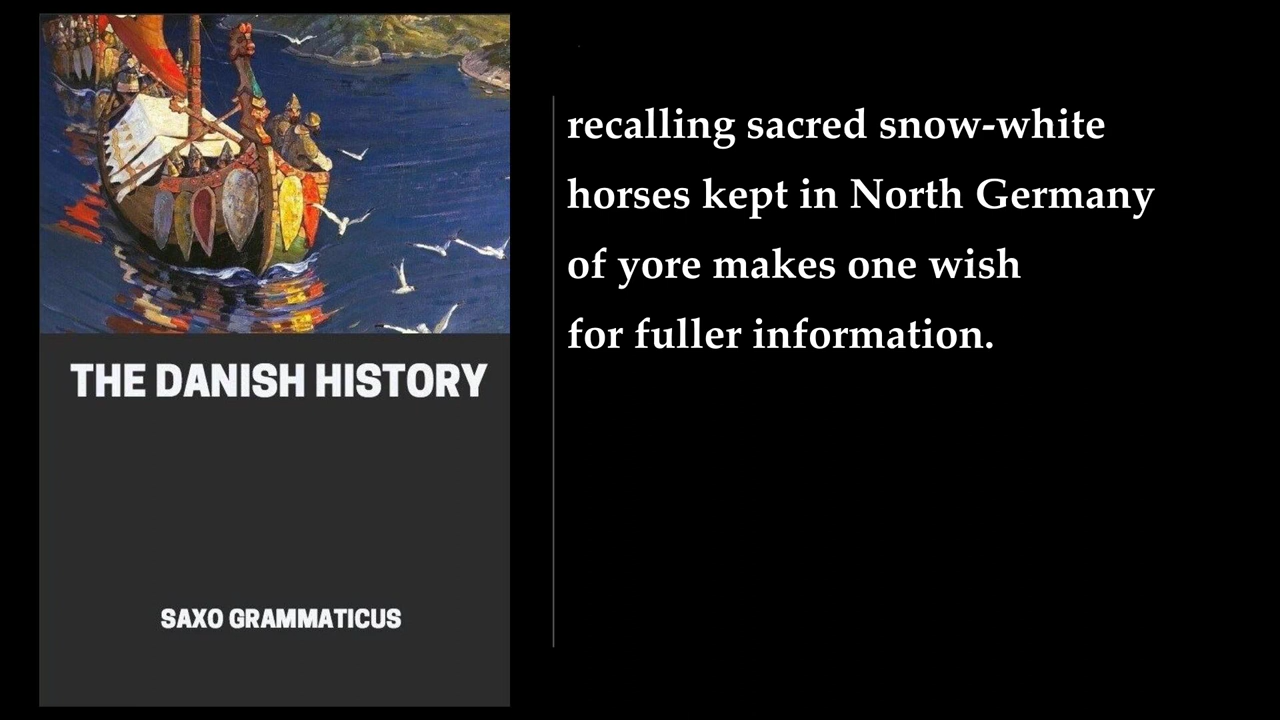 THE DANISH HISTORY
SAXO GRAMMATICUS
recalling sacred snow-white
horses kept in North Germany
of yore makes one wish
for fuller information.